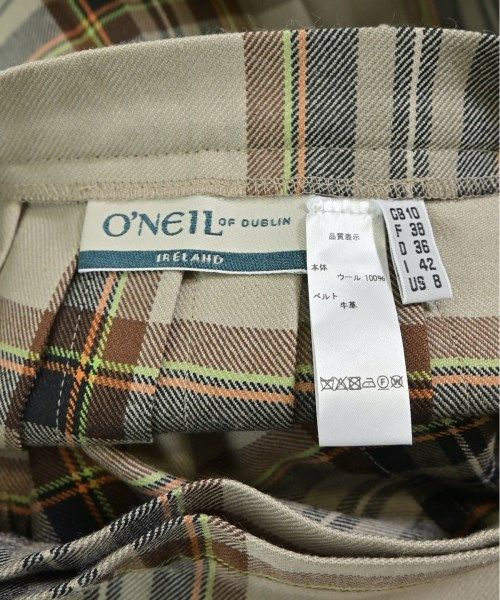 O'NEIL OF DUBLIN
IRELAND
品質表示
本体 ウール 100%
ベルト 牛革
GB 10
F 38
D 36
I 42
US 8